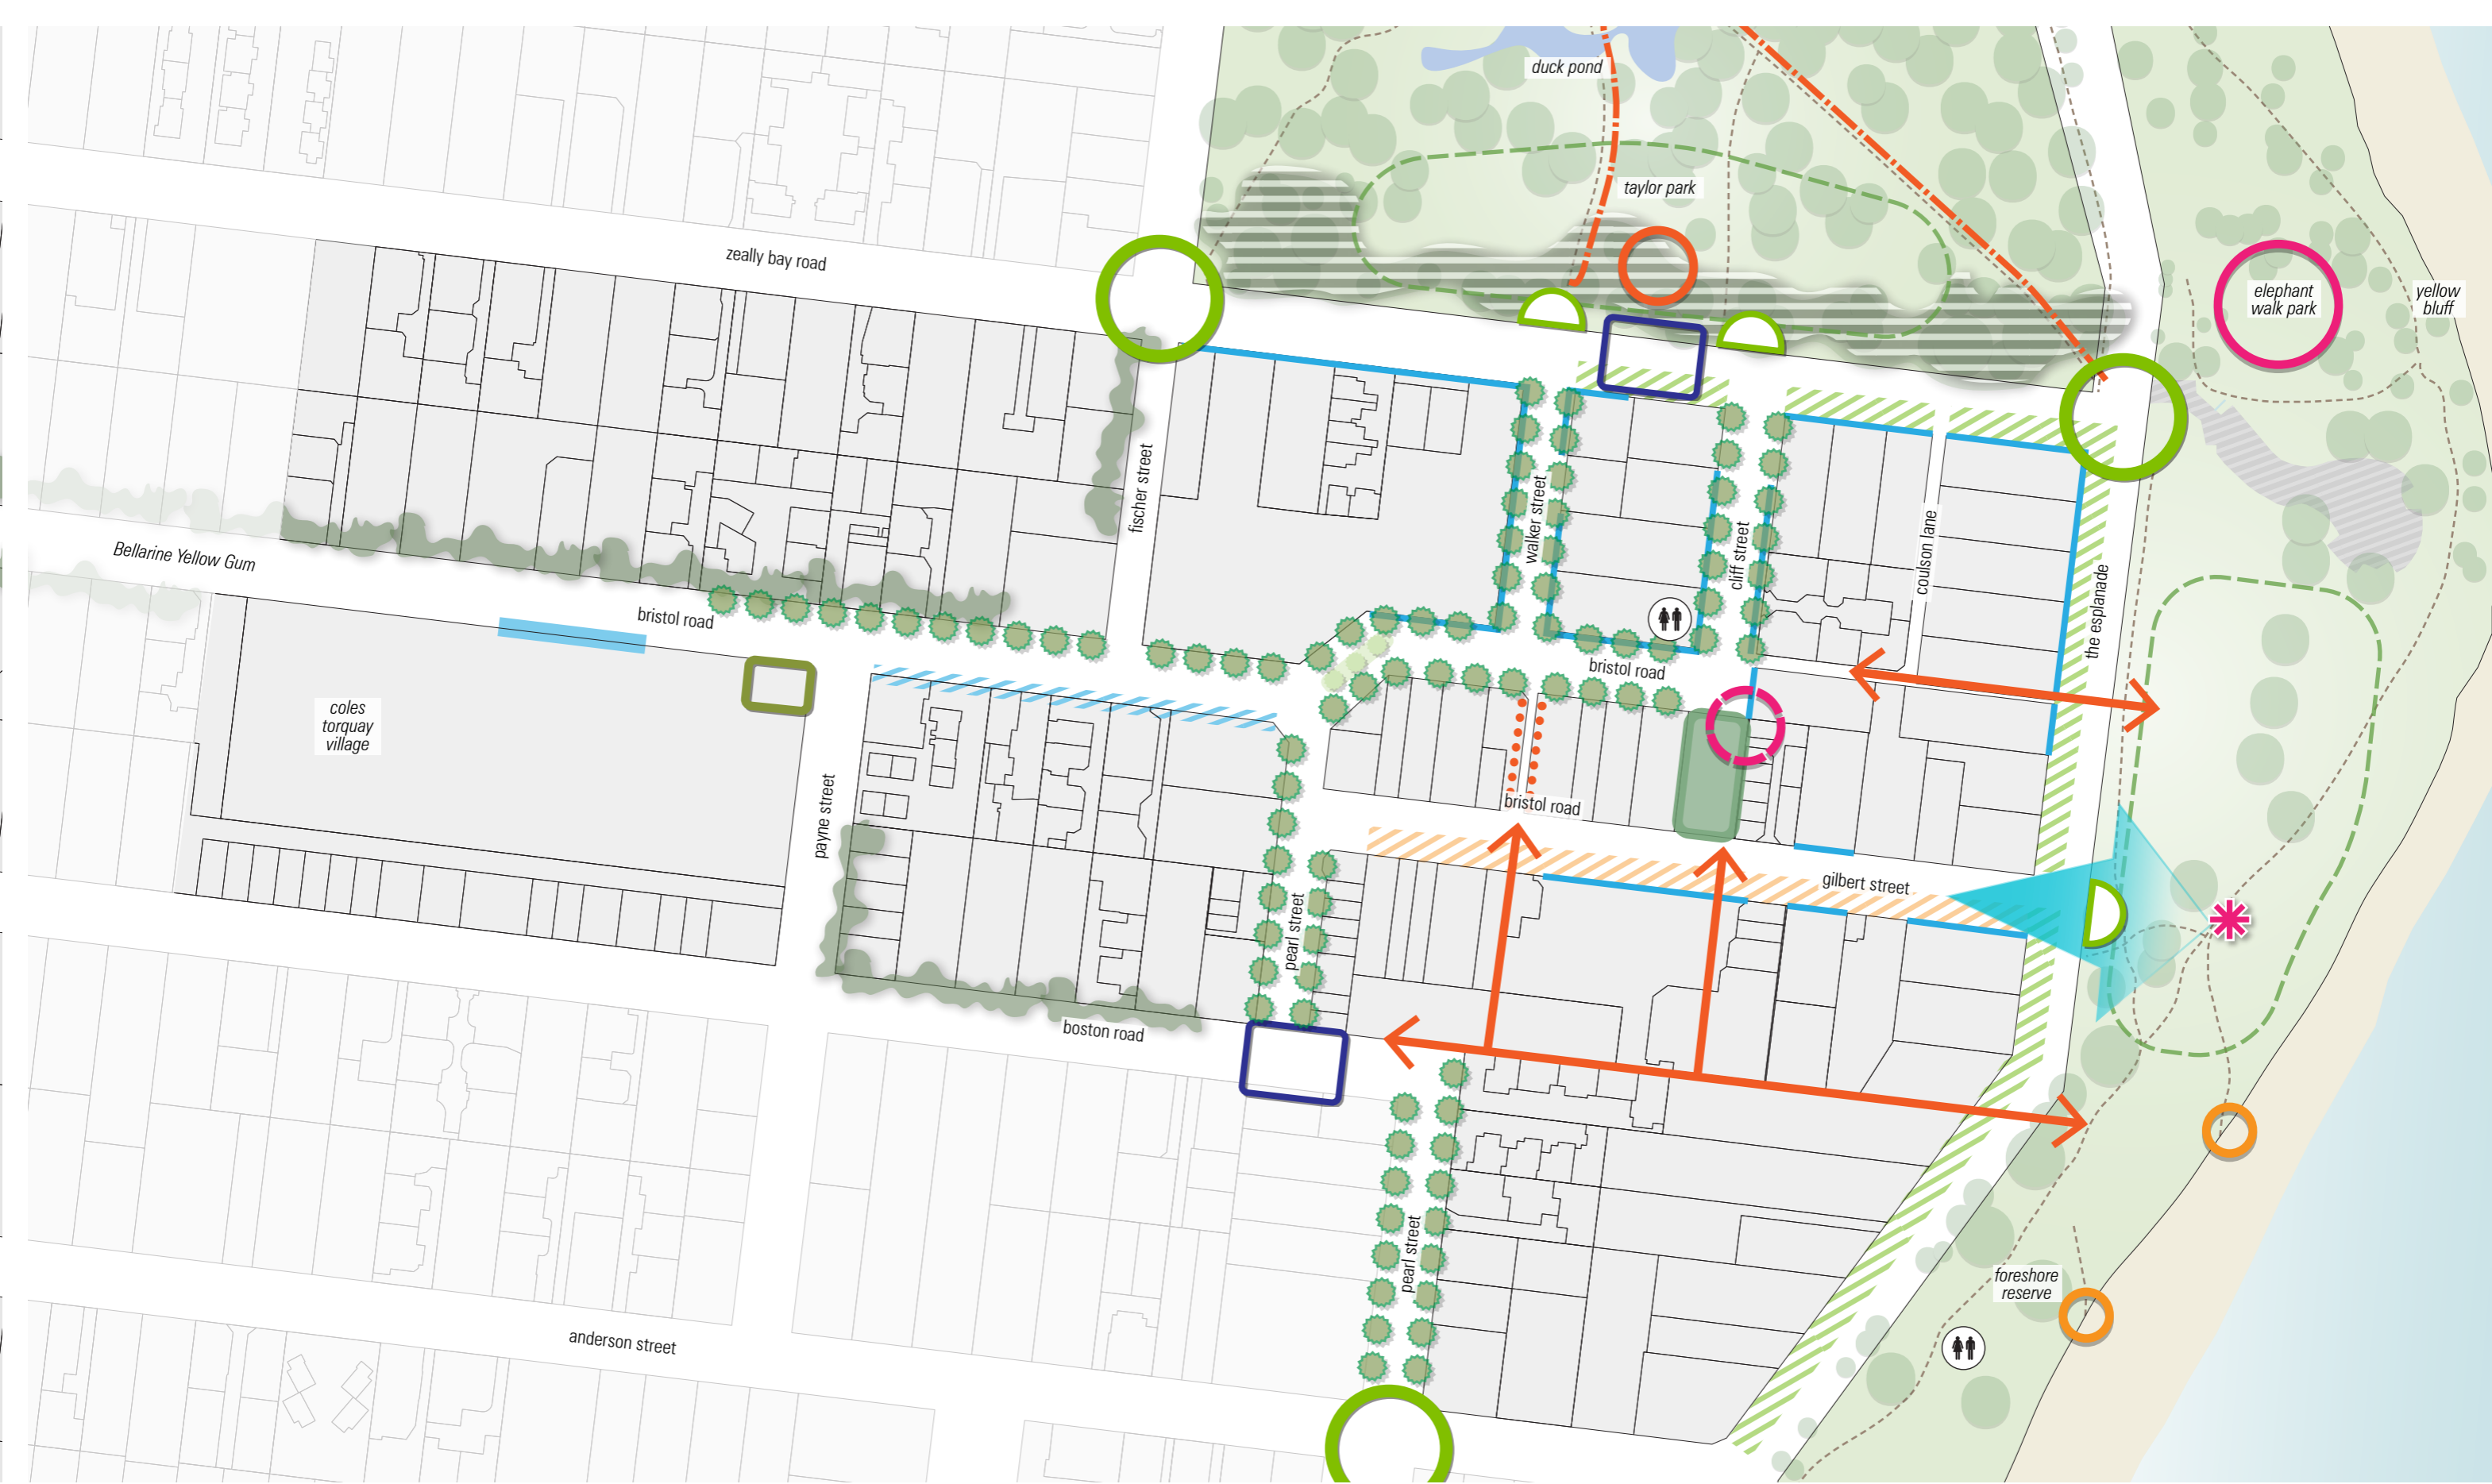 duck pond
taylor park
zeally bay road
elephant
walk park
yellow
bluff
fischer street
walker street
cliff street
coulson lane
the esplanade
Bellarine Yellow Gum
bristol road
bristol road
coles
torquay
village
payne street
bristol road
gilbert street
pearl street
boston road
pearl street
foreshore
reserve
anderson street